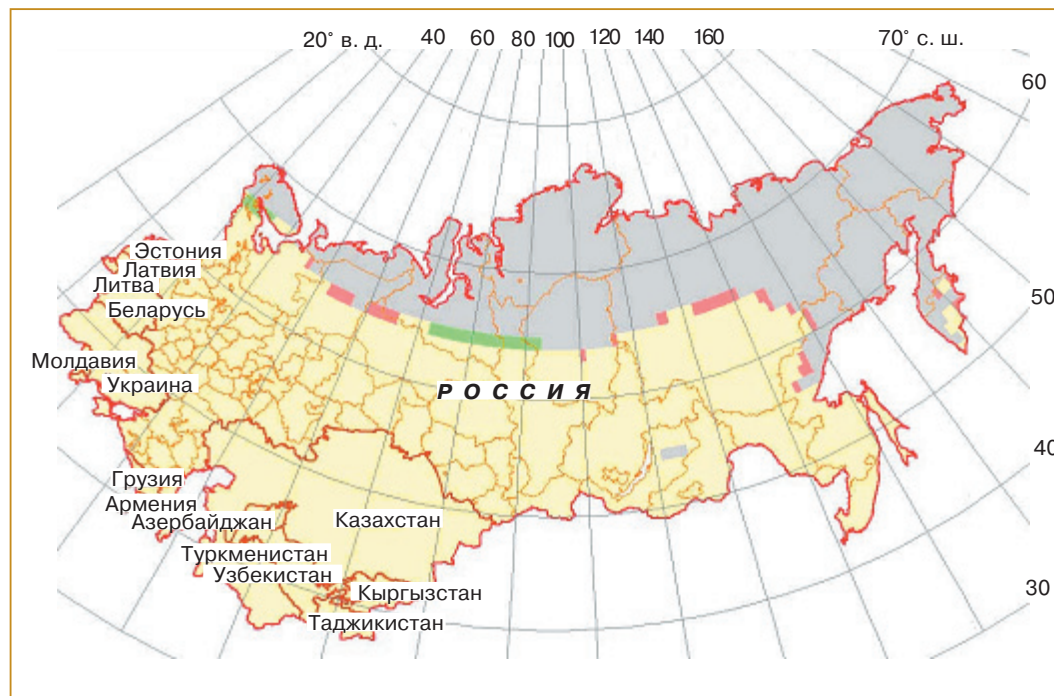 20° в. д. 40 60 80 100 120 140 160 70° с. ш.
60
Эстония
Латвия
Литва
50
Беларусь
Молдавия
Украина
РОССИЯ
40
Грузия
Армения
Азербайджан
Казахстан
Туркменистан
Узбекистан
30
Кыргызстан
Таджикистан